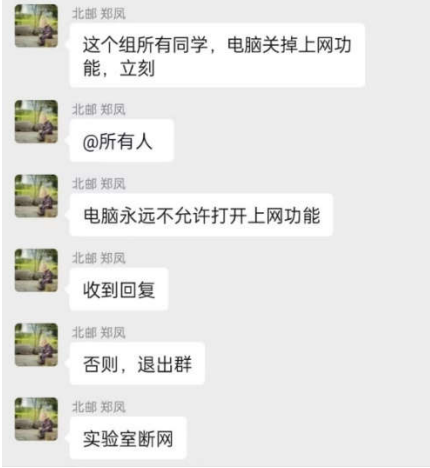 北邮 郑凤
这个组所有同学，电脑关掉上网功
能，立刻
北邮 郑凤
@所有人
北邮 郑凤
电脑永远不允许打开上网功能
北邮 郑凤
收到回复
北邮 郑凤
否则，退出群
北邮 郑凤
实验室断网